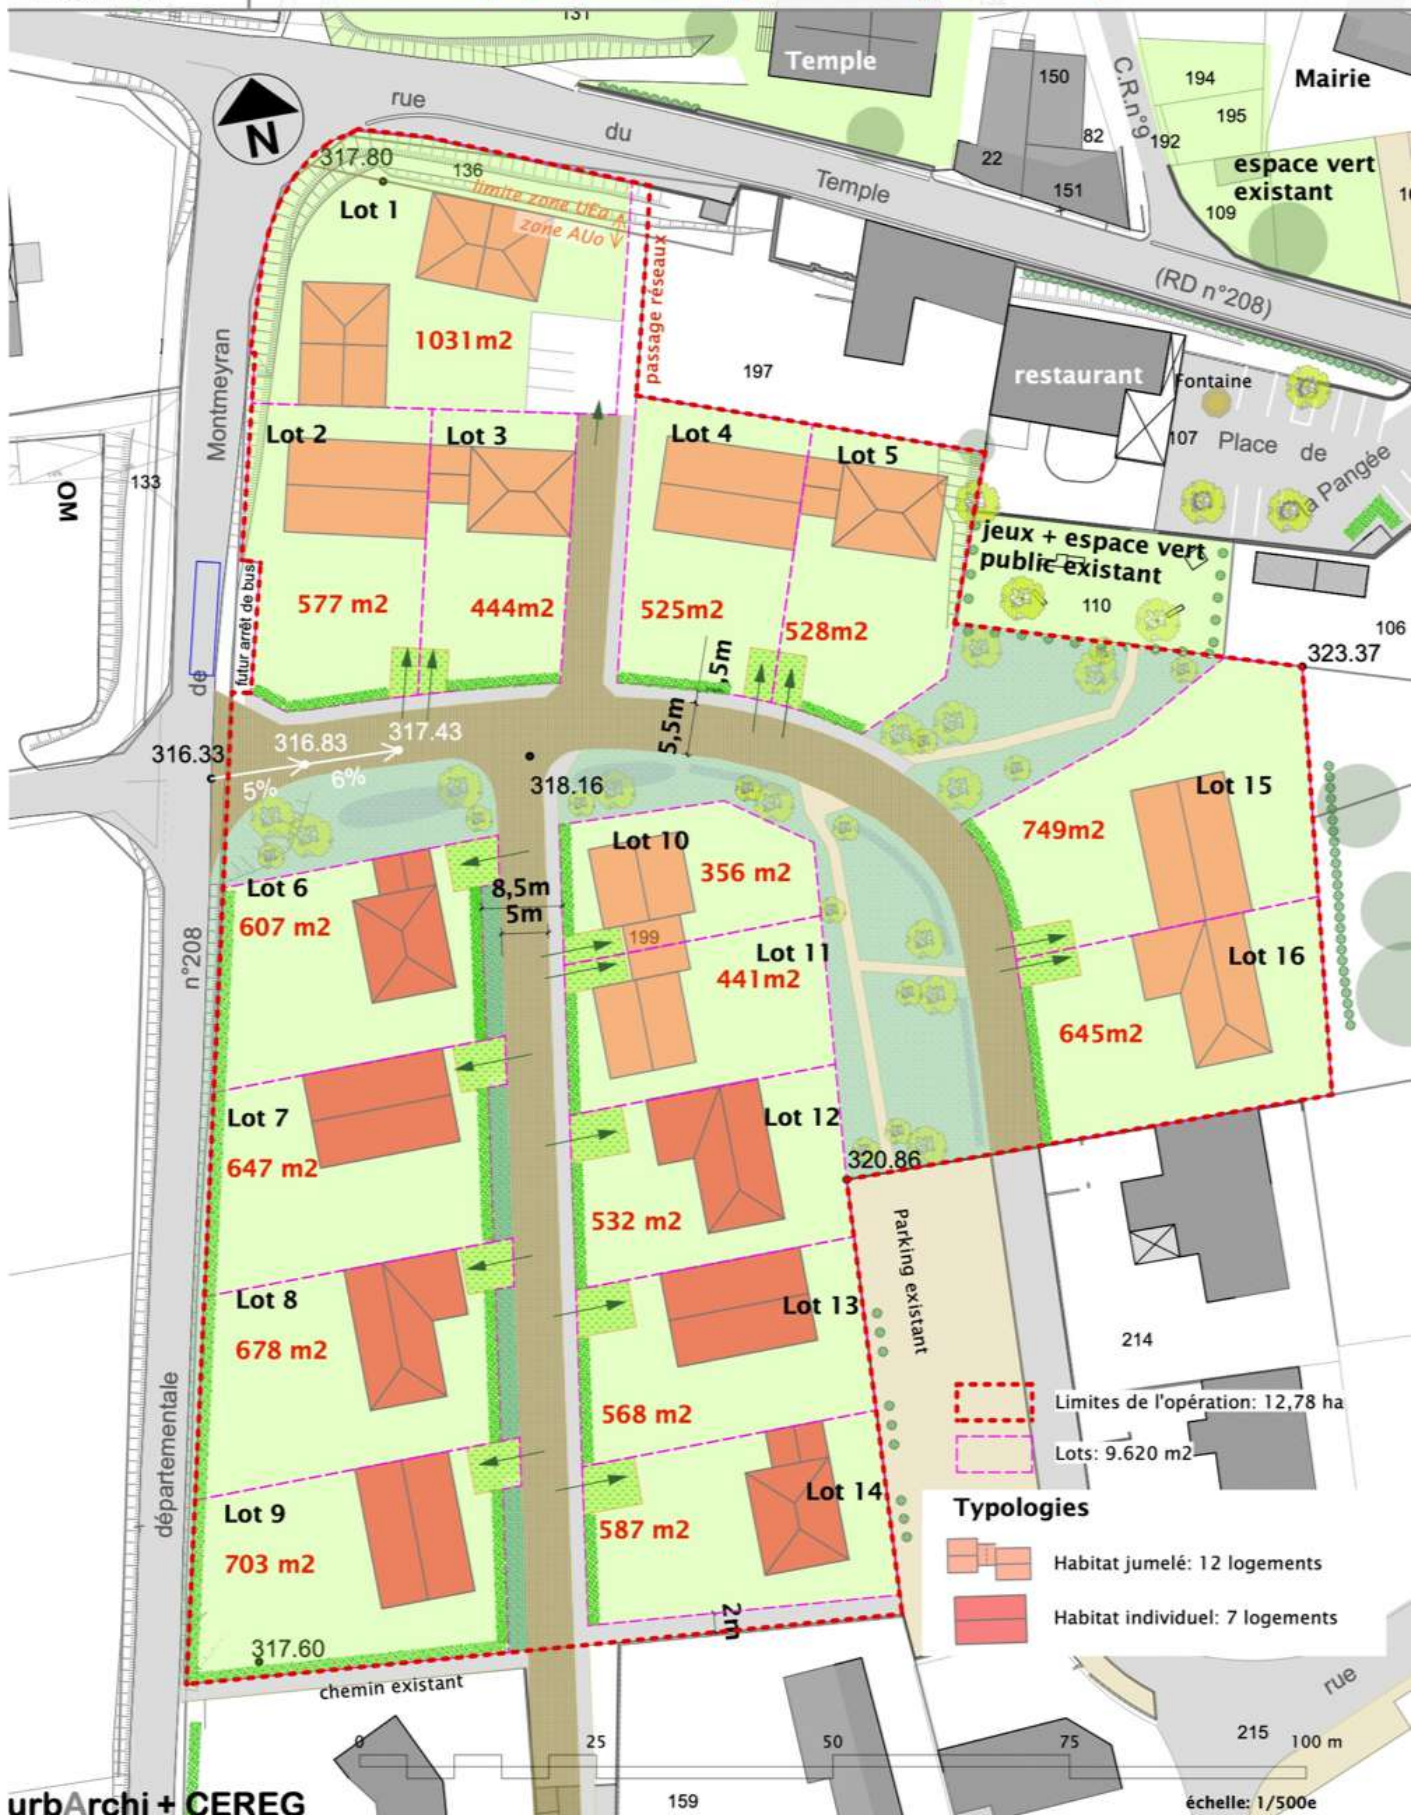 131
Temple
150
194
Mairie
C.R.n°9
195
rue
du
82
192
22
317.80
136
espace vert
existant
N
limite zone UEa
Temple
151
Lot 1
109
zone AUo
(RD n°208)
passage réseaux
Montmeyran
1031m2
197
restaurant
Fontaine
Lot 2
Lot 3
Lot 4
Lot 5
107
Place de
la Pangée
133
OM
jeux + espace vert
public existant
futur arrêt de bus
577 m2
444m2
525m2
528m2
110
106
de
,5m
323.37
316.33
316.83
317.43
5,5m
5%
6%
318.16
Lot 15
749m2
Lot 10
356 m2
Lot 6
607 m2
8,5m
5m
199
Lot 11
441m2
Lot 16
n°208
645m2
Lot 7
Lot 12
647 m2
320.86
532 m2
Parking existant
Lot 8
Lot 13
678 m2
214
départementale
568 m2
Limites de l'opération: 12,78 ha
Lots: 9.620 m2
Lot 9
Lot 14
Typologies
587 m2
703 m2
Habitat jumelé: 12 logements
Habitat individuel: 7 logements
2m
317.60
chemin existant
rue
0 25 50 75 100 m
215
urbArchi + CEREG
159
échelle: 1/500e